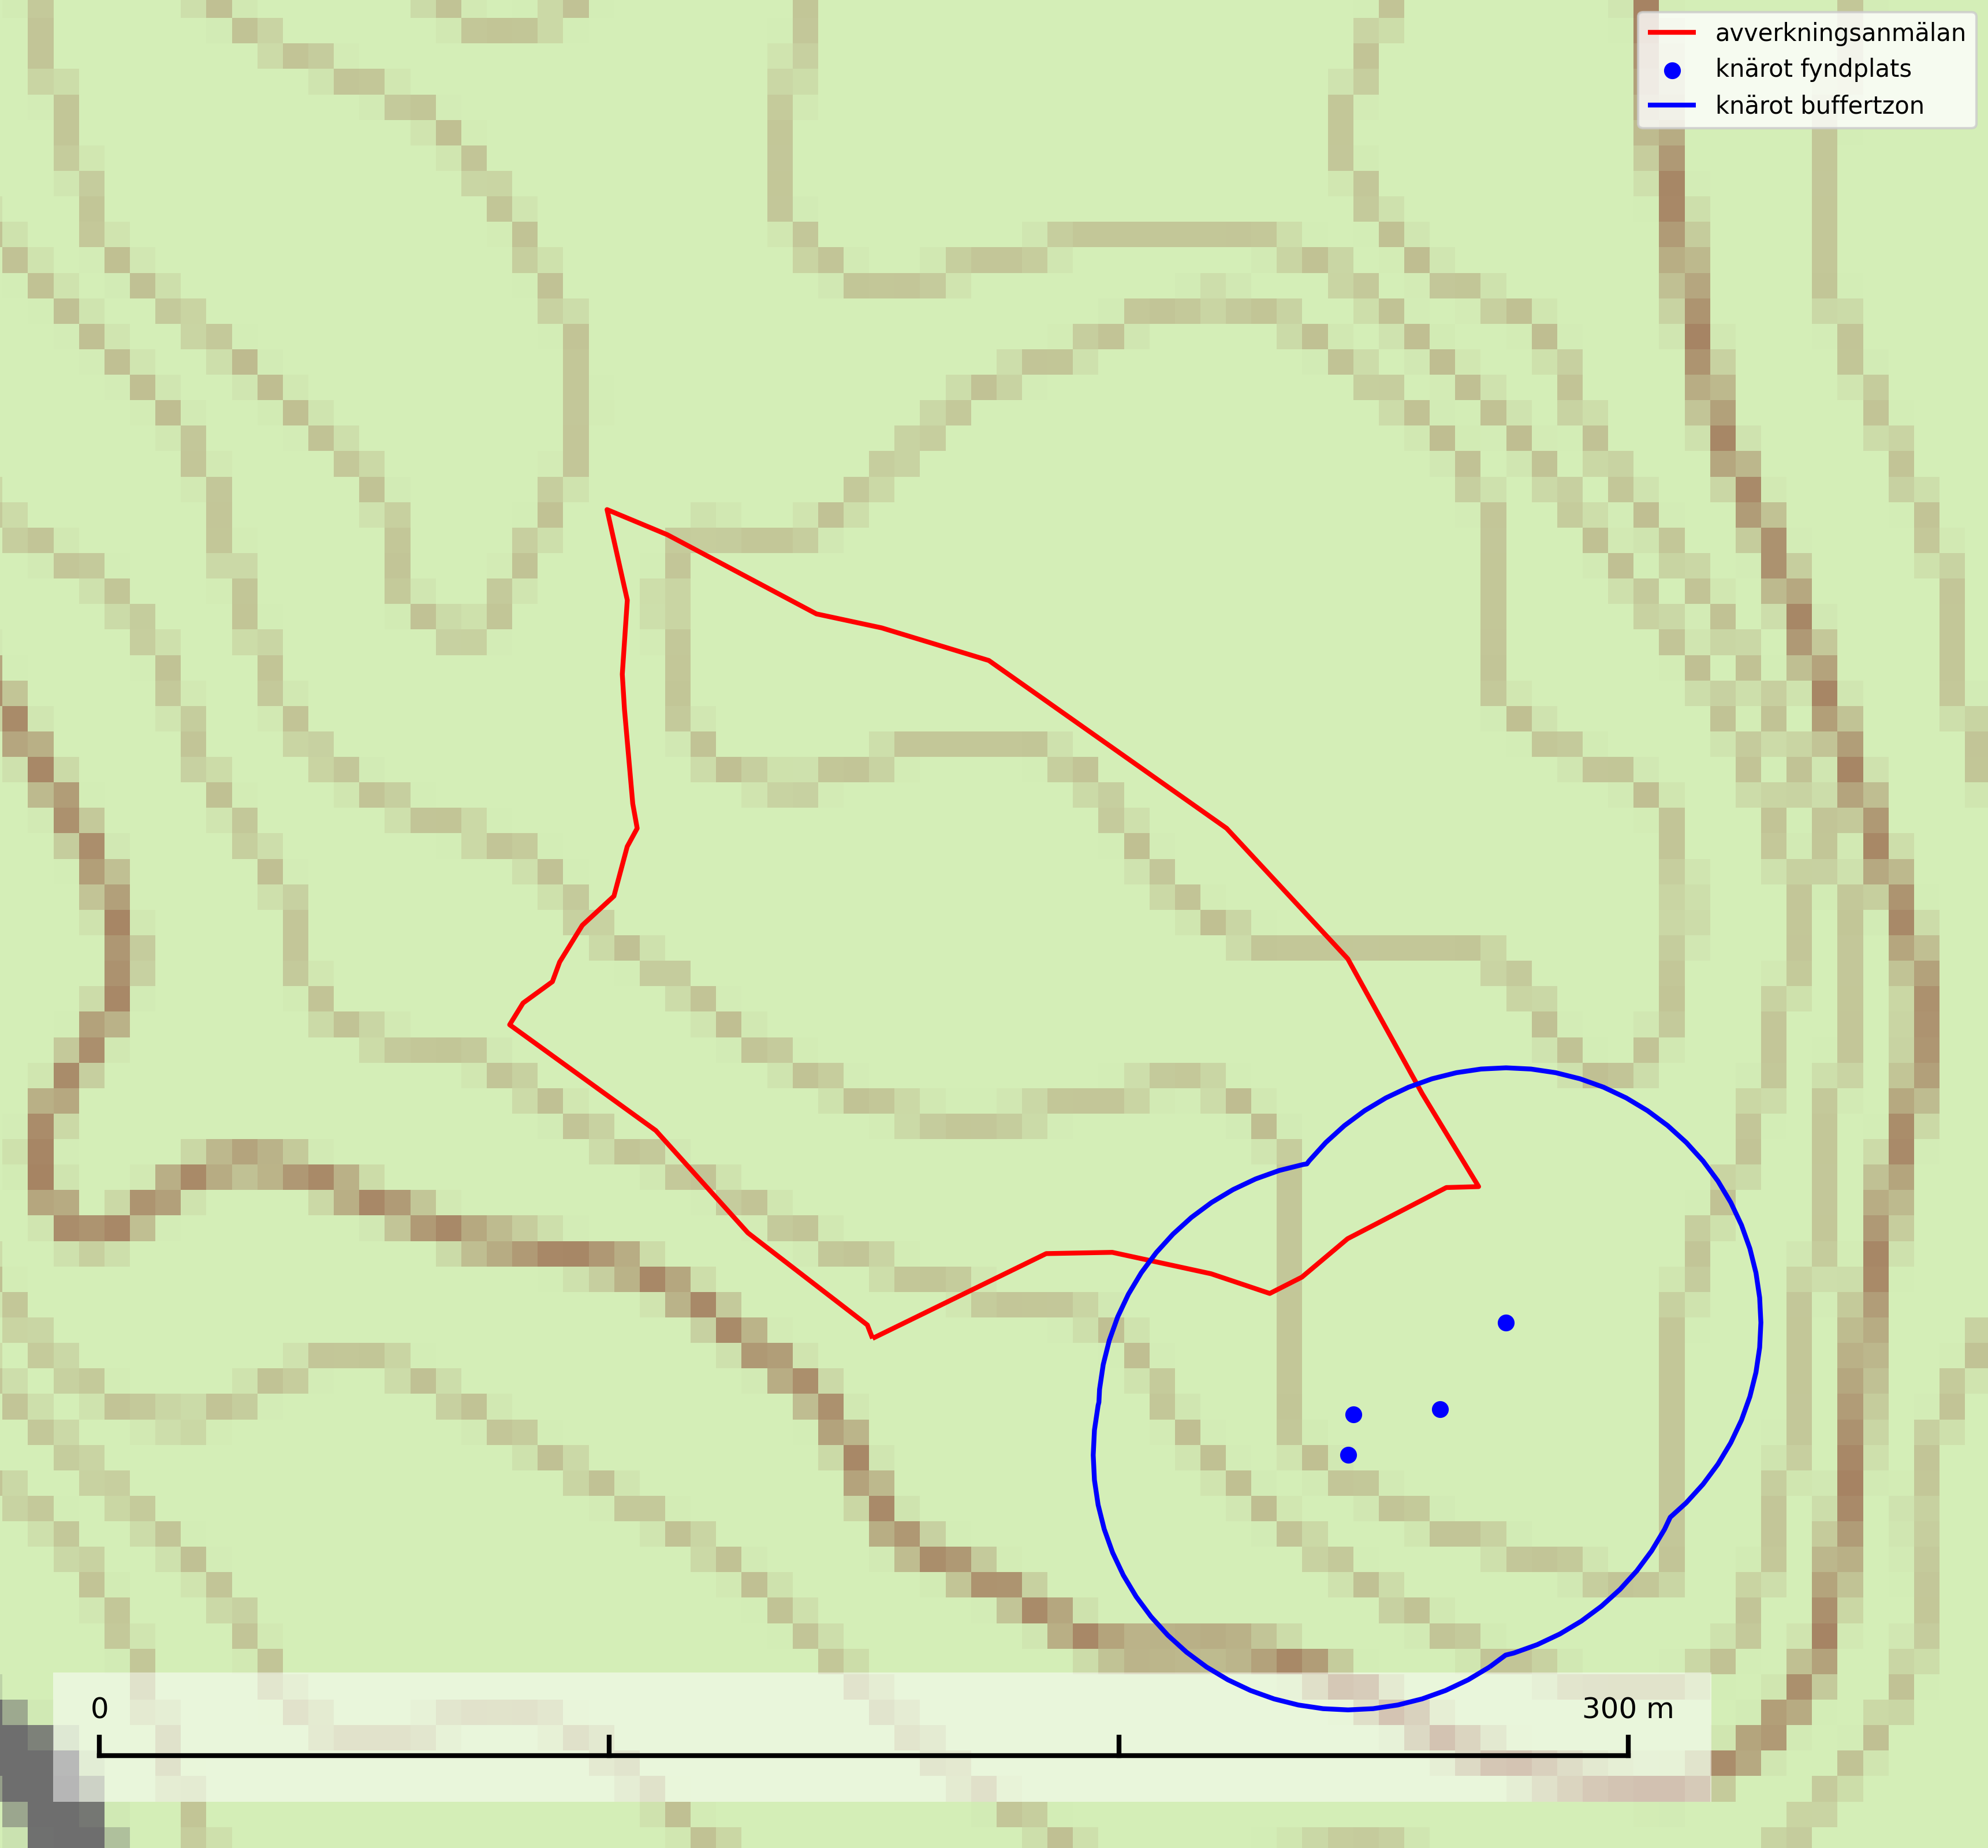 avverkningsanmälan
knärot fyndplats
knärot buffertzon
0 300 m